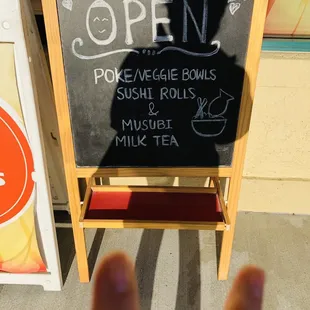 OPEN
POKE/VEGGIE BOWLS
SUSHI ROLLS
&
MUSUBI
MILK TEA